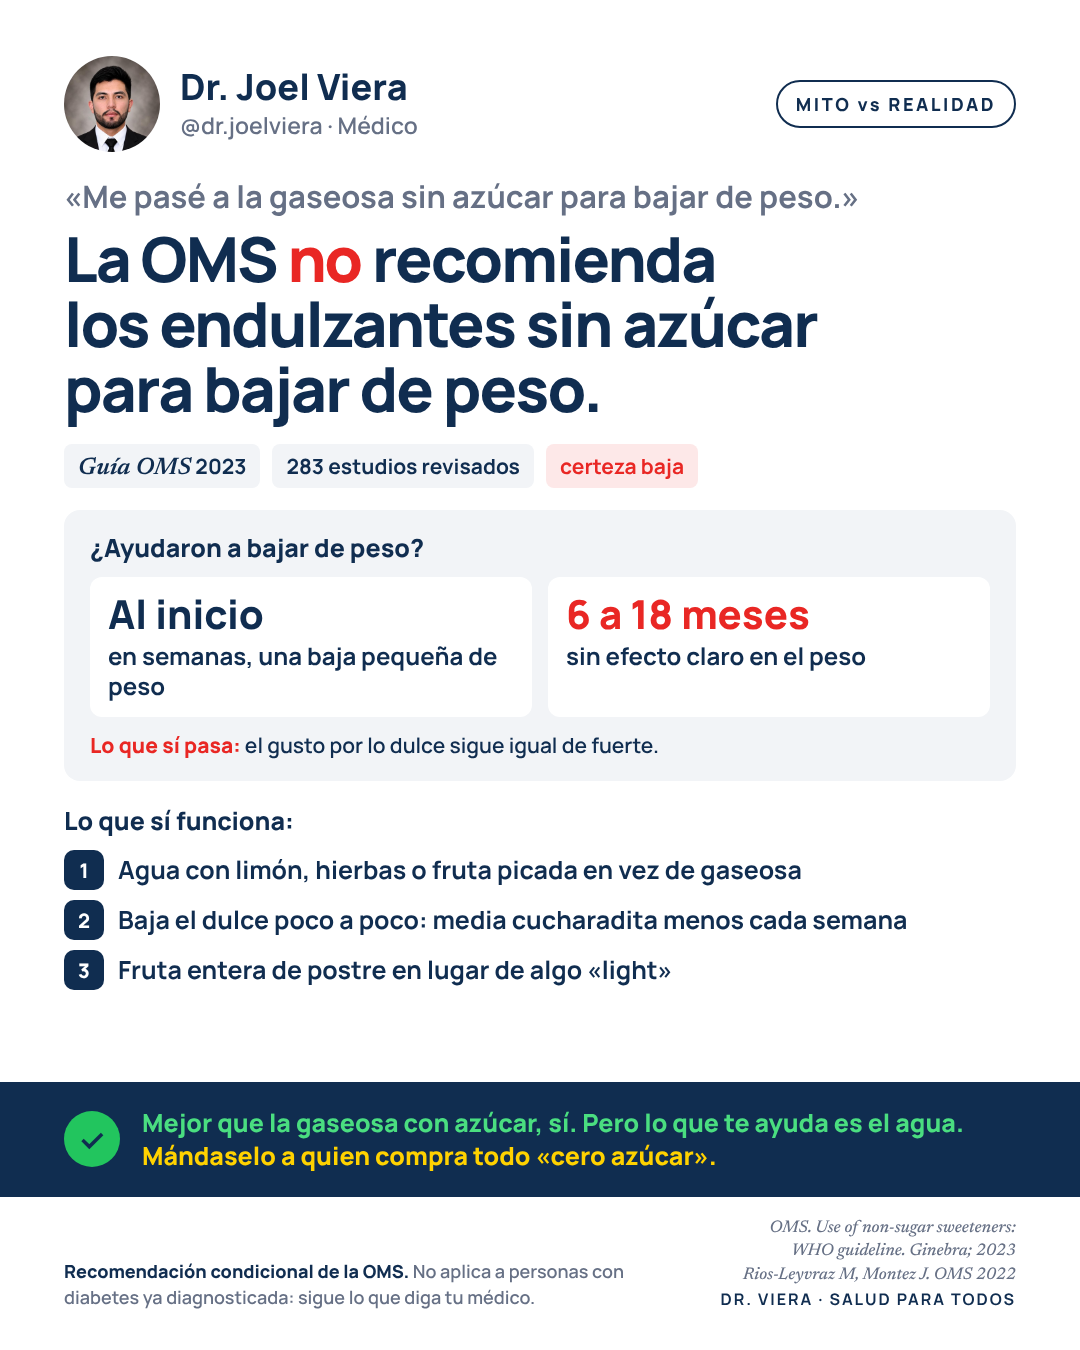 Dr. Joel Viera
@dr.joelviera · Médico
MITO vs REALIDAD
«Me pasé a la gaseosa sin azúcar para bajar de peso.»
La OMS no recomienda
los endulzantes sin azúcar
para bajar de peso.
Guía OMS 2023
283 estudios revisados
certeza baja
¿Ayudaron a bajar de peso?
Al inicio
en semanas, una baja pequeña de
peso
6 a 18 meses
sin efecto claro en el peso
Lo que sí pasa: el gusto por lo dulce sigue igual de fuerte.
Lo que sí funciona:
1 Agua con limón, hierbas o fruta picada en vez de gaseosa
2 Baja el dulce poco a poco: media cucharadita menos cada semana
3 Fruta entera de postre en lugar de algo «light»
Mejor que la gaseosa con azúcar, sí. Pero lo que te ayuda es el agua.
Mándaselo a quien compra todo «cero azúcar».
Recomendación condicional de la OMS. No aplica a personas con
diabetes ya diagnosticada: sigue lo que diga tu médico.
OMS. Use of non-sugar sweeteners:
WHO guideline. Ginebra; 2023
Rios-Leyvraz M, Montez J. OMS 2022
DR. VIERA · SALUD PARA TODOS